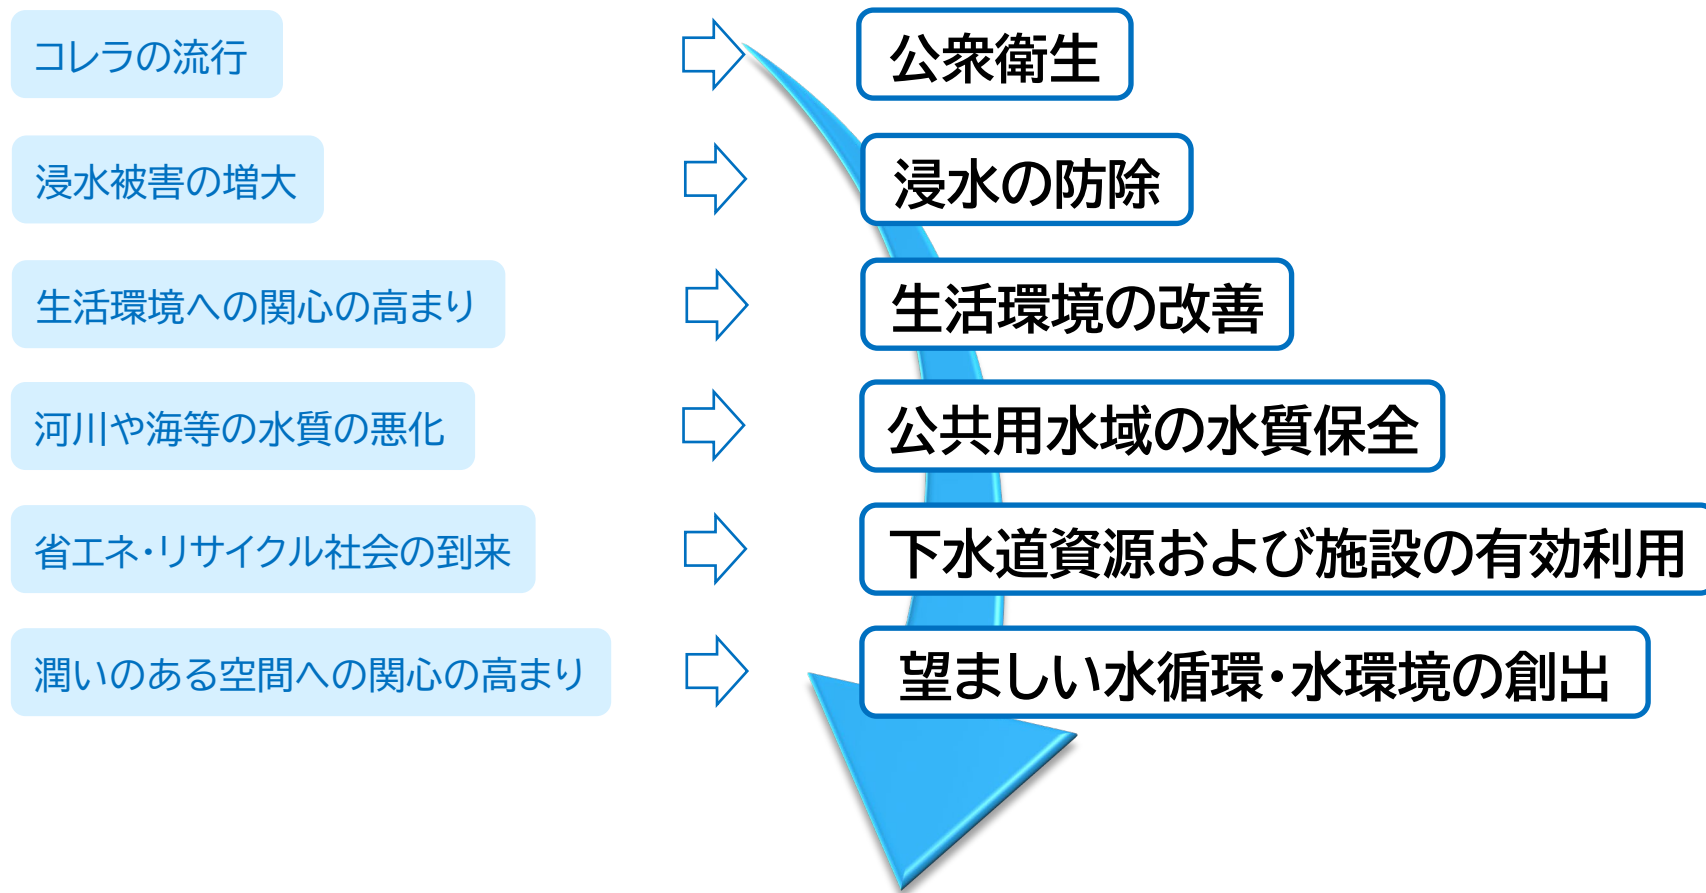 コレラの流行
公衆衛生
浸水被害の増大
浸水の防除
生活環境への関心の高まり
生活環境の改善
河川や海等の水質の悪化
公共用水域の水質保全
省エネ・リサイクル社会の到来
下水道資源および施設の有効利用
潤いのある空間への関心の高まり
望ましい水循環・水環境の創出